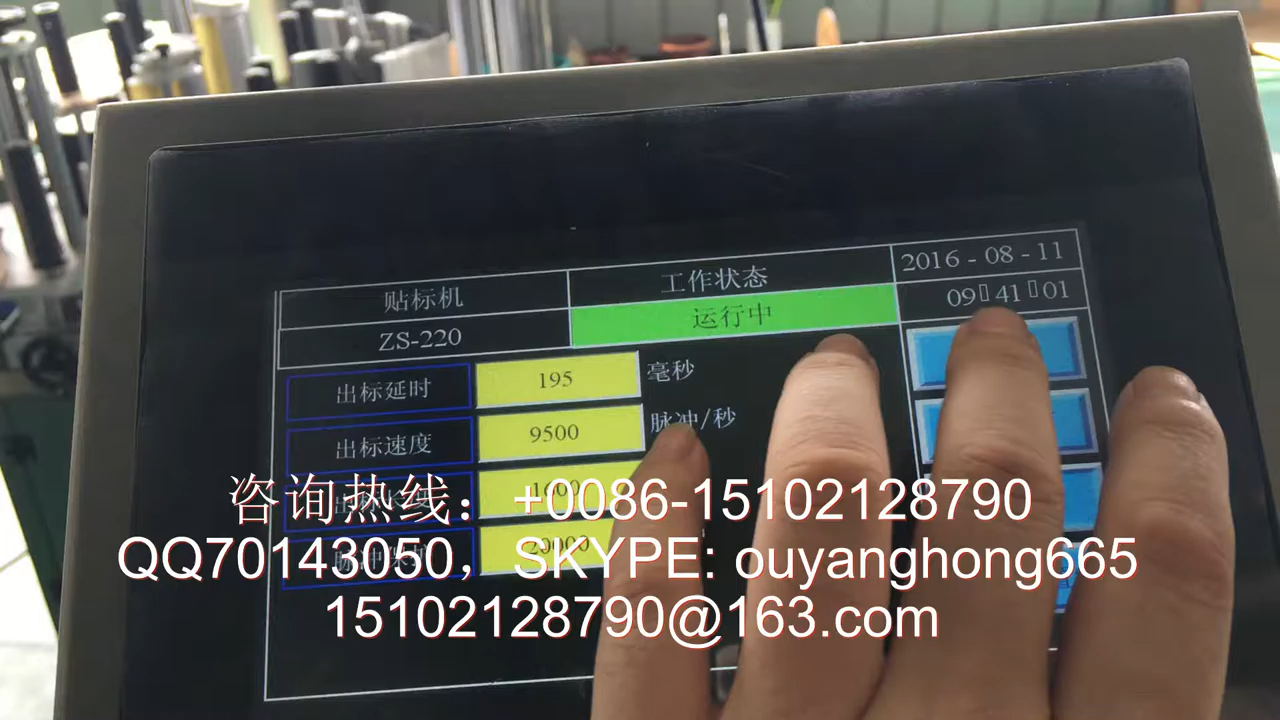 贴标机
工作状态
2016 - 08 - 11
ZS-220
运行中
09 41 01
出标延时 195 毫秒
出标速度 9500 脉冲/秒
20000
咨询热线：+0086-15102128790
QQ70143050，SKYPE: ouyanghong665
15102128790@163.com